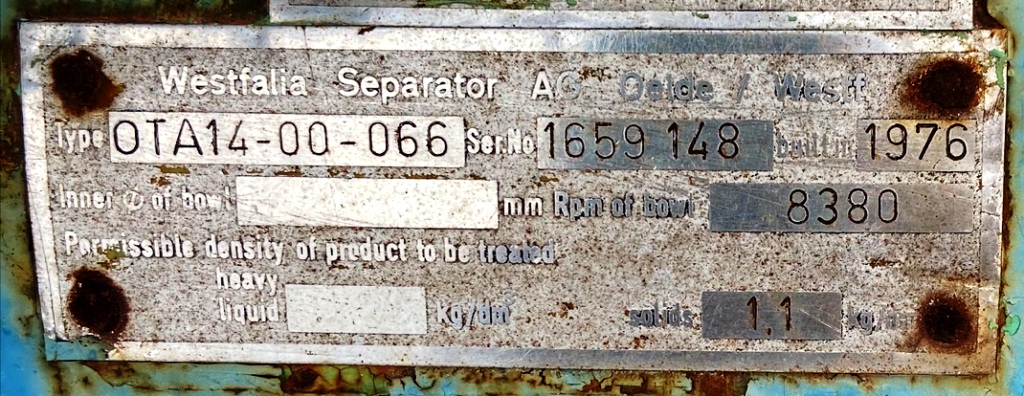 Westfalia Separator AG Oelde / Westf
Type OTA14-00-066 Ser.No 1659 148 built in 1976
Inner ⌀ of bowl mm Rpm of bowl 8380
Permissible density of product to be treated
heavy
liquid kg/dm³ solids 1,1